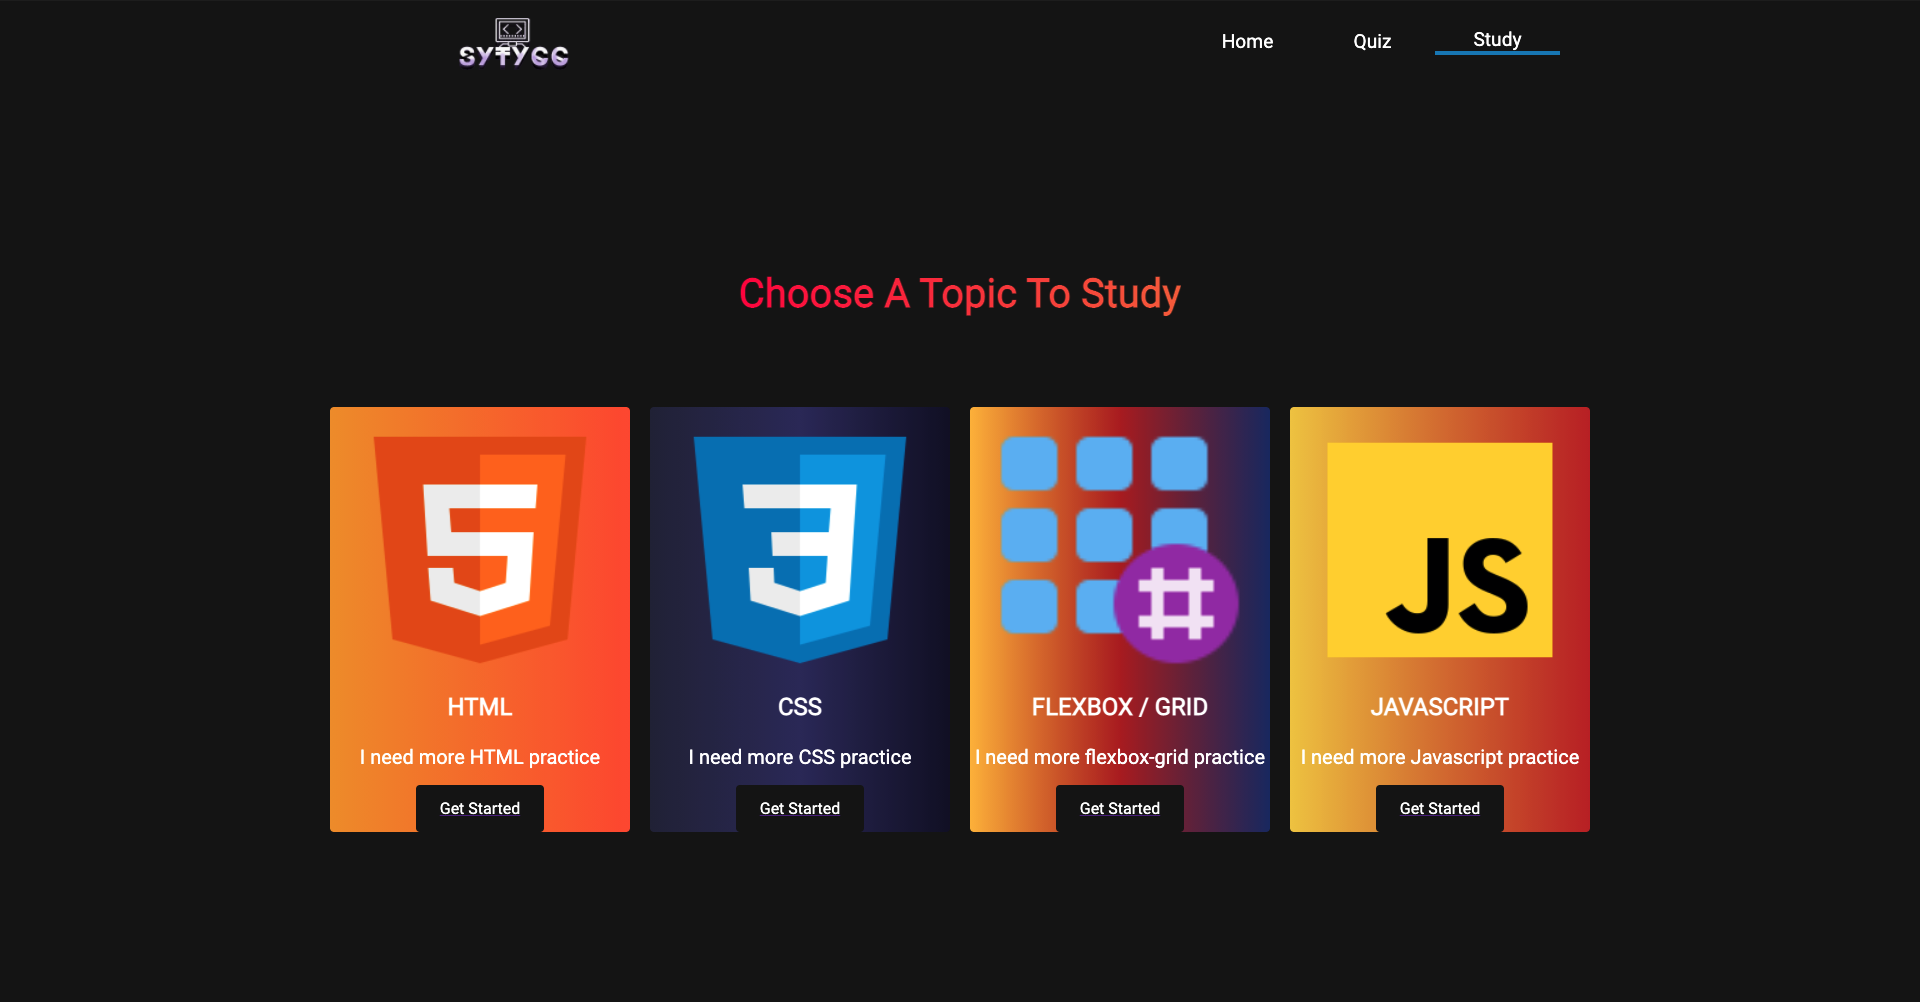 SYTYCC
Home
Quiz
Study
Choose A Topic To Study
HTML
I need more HTML practice
Get Started
CSS
I need more CSS practice
Get Started
FLEXBOX / GRID
I need more flexbox-grid practice
Get Started
JS
JAVASCRIPT
I need more Javascript practice
Get Started